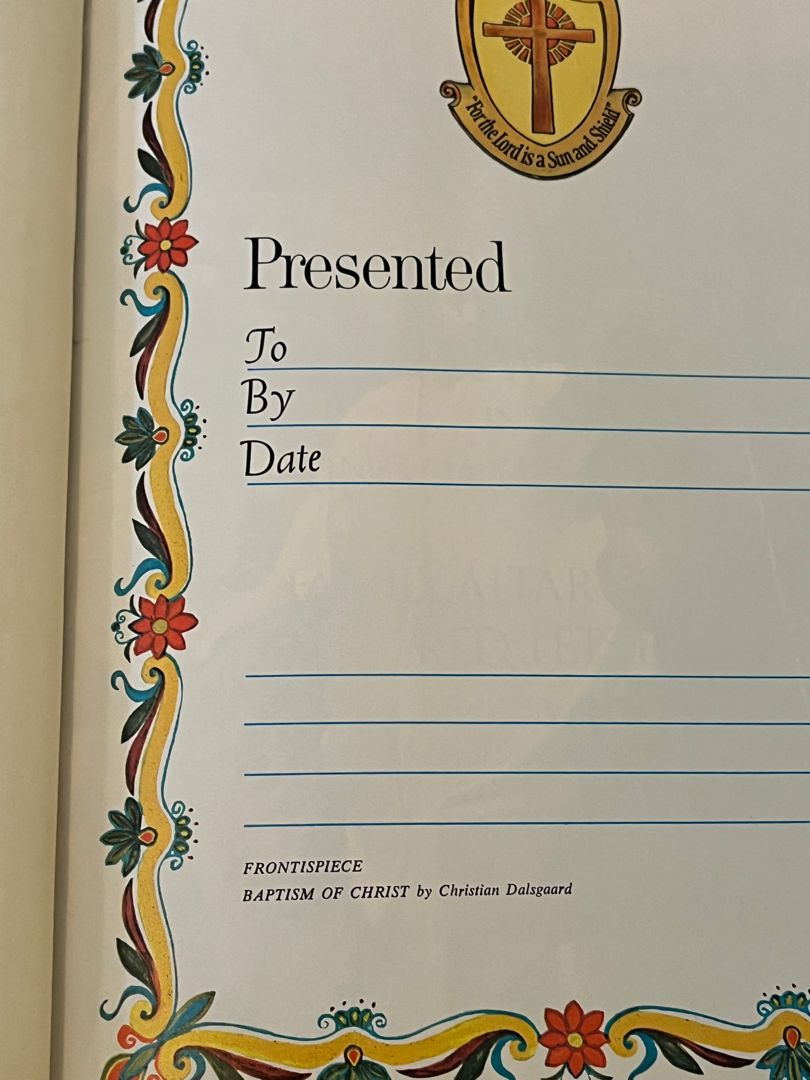 "For the Lord is a Sun and Shield"
Presented
To
By
Date
FRONTISPIECE
BAPTISM OF CHRIST by Christian Dalsgaard